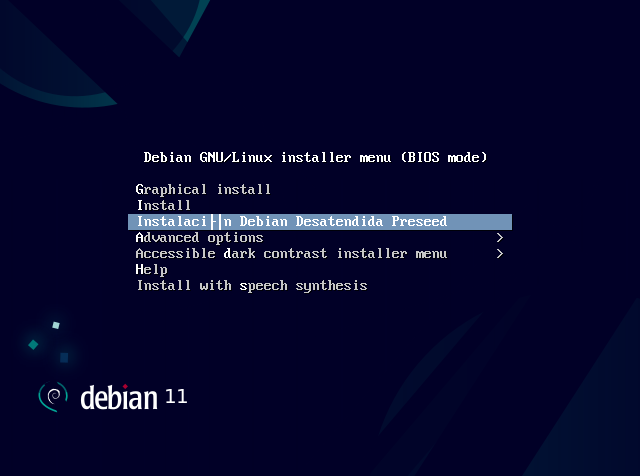 Debian GNU/Linux installer menu (BIOS mode)
Graphical install
Install
Instalaci├│n Debian Desatendida Preseed
Advanced options >
Accessible dark contrast installer menu >
Help
Install with speech synthesis
debian 11